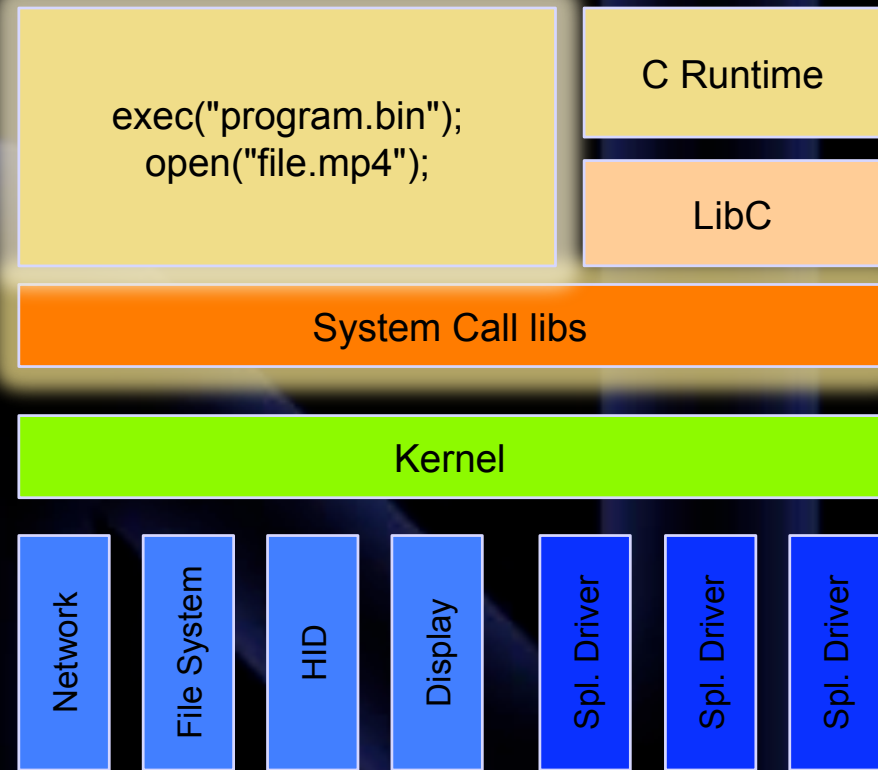 exec("program.bin");
open("file.mp4");
C Runtime
LibC
System Call libs
Kernel
Network
File System
HID
Display
Spl. Driver
Spl. Driver
Spl. Driver